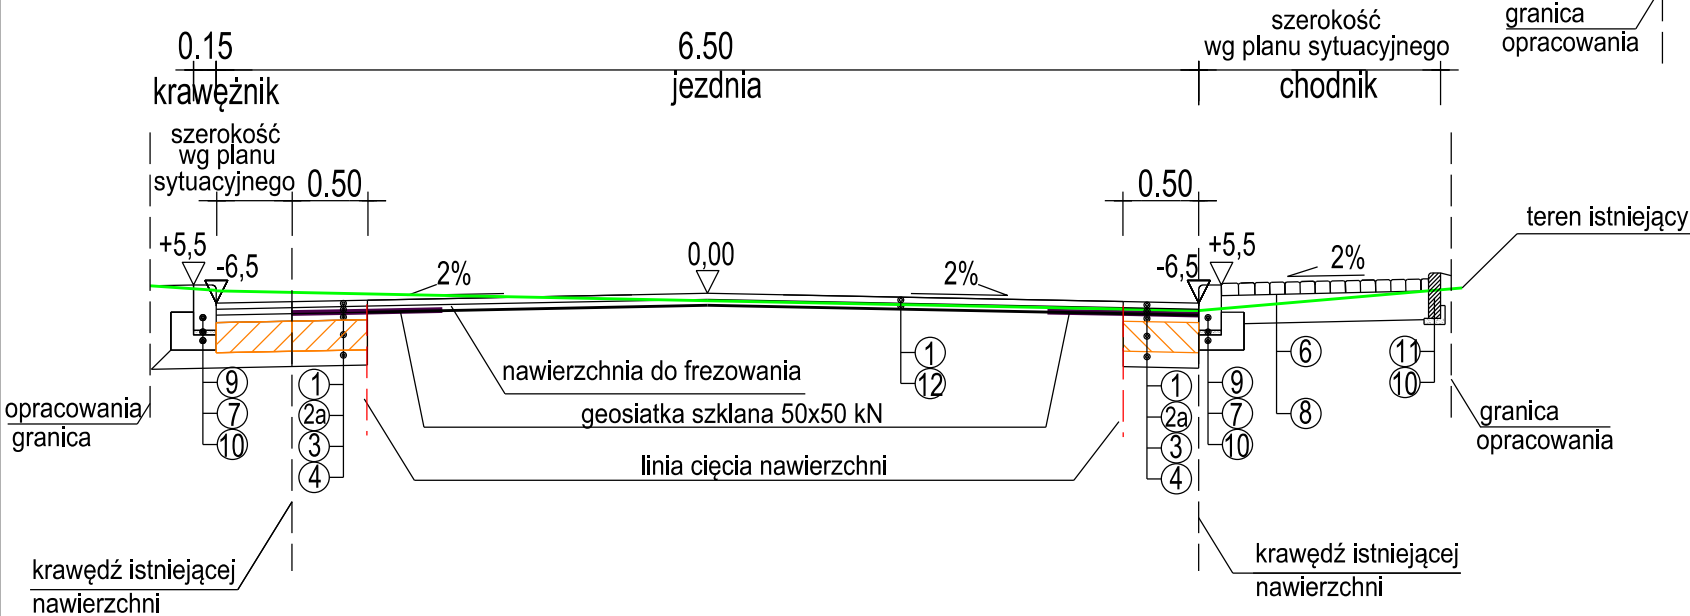 granica
opracowania
szerokość
wg planu sytuacyjnego
0.15
6.50
krawężnik
jezdnia
chodnik
szerokość
wg planu
sytuacyjnego
0.50
0.50
teren istniejący
+5,5
-6,5
2%
0,00
2%
-6,5
+5,5
2%
nawierzchnia do frezowania
geosiatka szklana 50x50 kN
linia cięcia nawierzchni
opracowania
granica
9
7
10
1
2a
3
4
1
12
1
2a
3
4
9
7
10
6
8
11
10
granica
opracowania
krawędź istniejącej
nawierzchni
krawędź istniejącej
nawierzchni